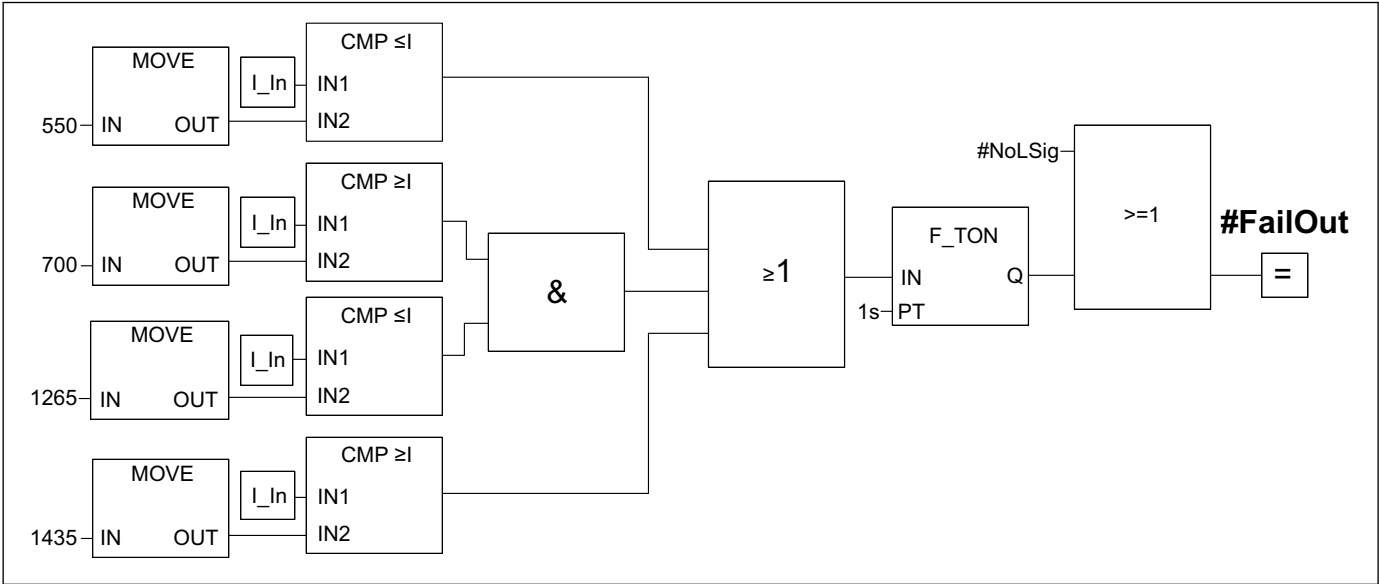 MOVE
550 IN OUT
I_In
CMP ≤I
IN1
IN2
MOVE
700 IN OUT
I_In
CMP ≥I
IN1
IN2
MOVE
1265 IN OUT
I_In
CMP ≤I
IN1
IN2
MOVE
1435 IN OUT
I_In
CMP ≥I
IN1
IN2
&
≥1
F_TON
IN Q
1s PT
#NoLSig
>=1
#FailOut
=